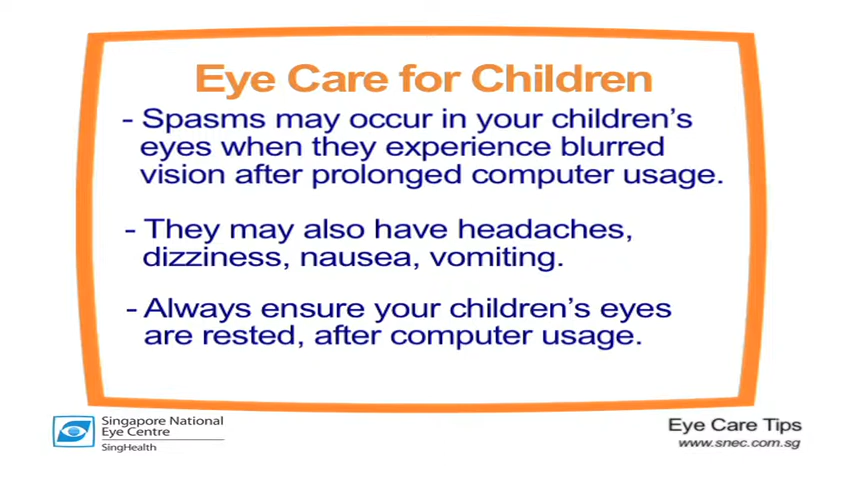 Eye Care for Children
- Spasms may occur in your children's
eyes when they experience blurred
vision after prolonged computer usage.
- They may also have headaches,
dizziness, nausea, vomiting.
- Always ensure your children's eyes
are rested, after computer usage.
Singapore National
Eye Centre
SingHealth
Eye Care Tips
www.snec.com.sg